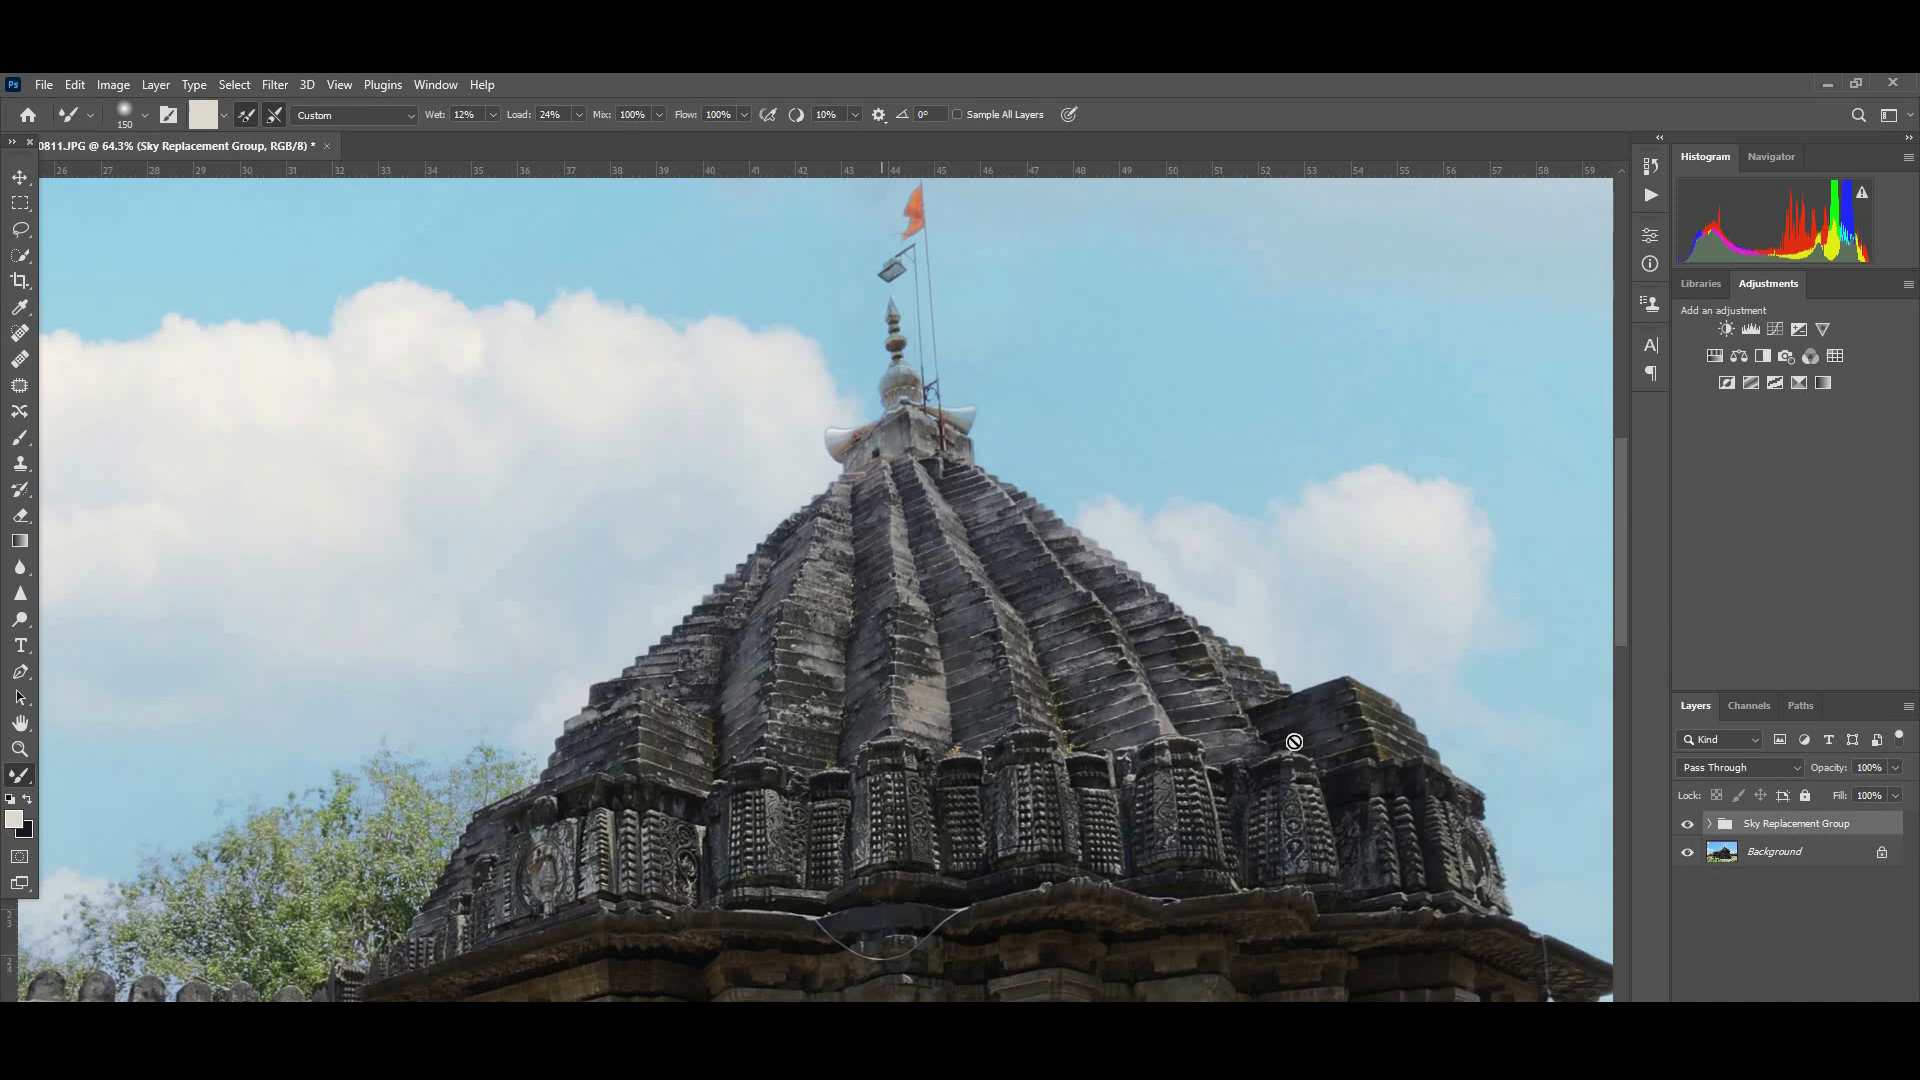 Ps File Edit Image Layer Type Select Filter 3D View Plugins Window Help
150 Custom Wet: 12% Load: 24% Mix: 100% Flow: 100% 10% 0° Sample All Layers
0811.JPG @ 64.3% (Sky Replacement Group, RGB/8) * ×
26 27 28 29 30 31 32 33 34 35 36 37 38 39 40 41 42 43 44 45 46 47 48 49 50 51 52 53 54 55 56 57 58 59
Histogram Navigator
Libraries Adjustments
Add an adjustment
Layers Channels Paths
Kind
Pass Through Opacity: 100%
Lock: Fill: 100%
Sky Replacement Group
Background